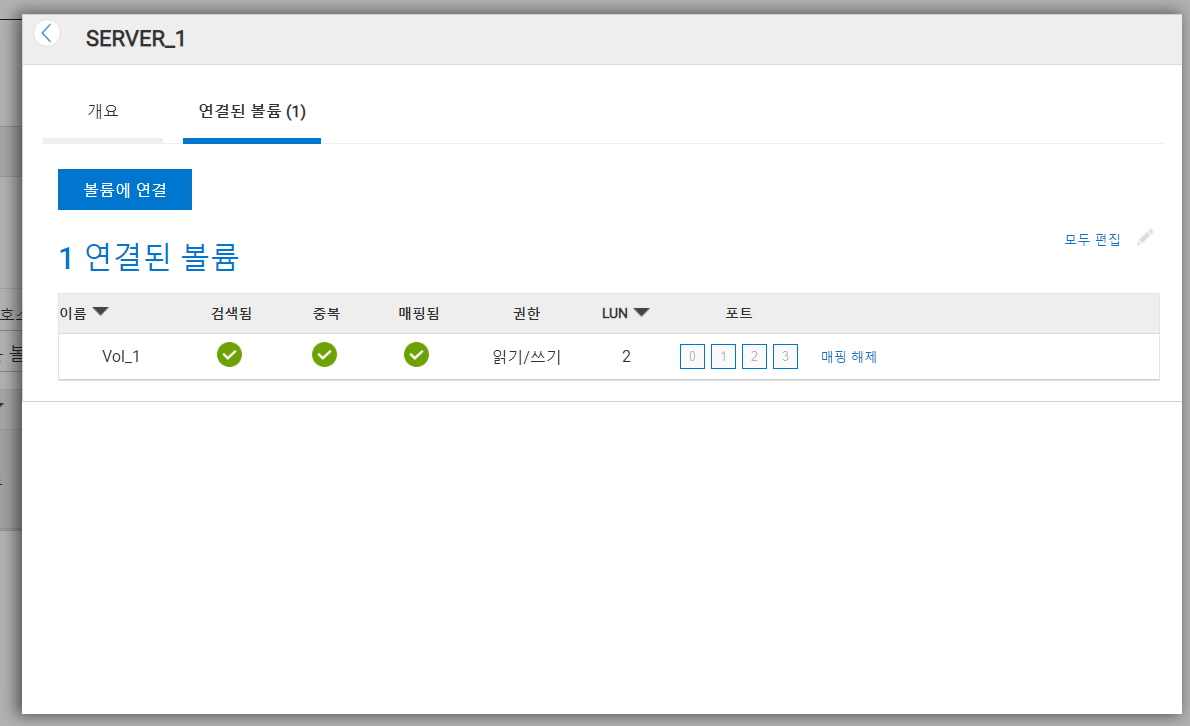 SERVER_1
개요
연결된 볼륨 (1)
볼륨에 연결
모두 편집
1 연결된 볼륨
이름 검색됨 중복 매핑됨 권한 LUN 포트
Vol_1 읽기/쓰기 2 0 1 2 3 매핑 해제